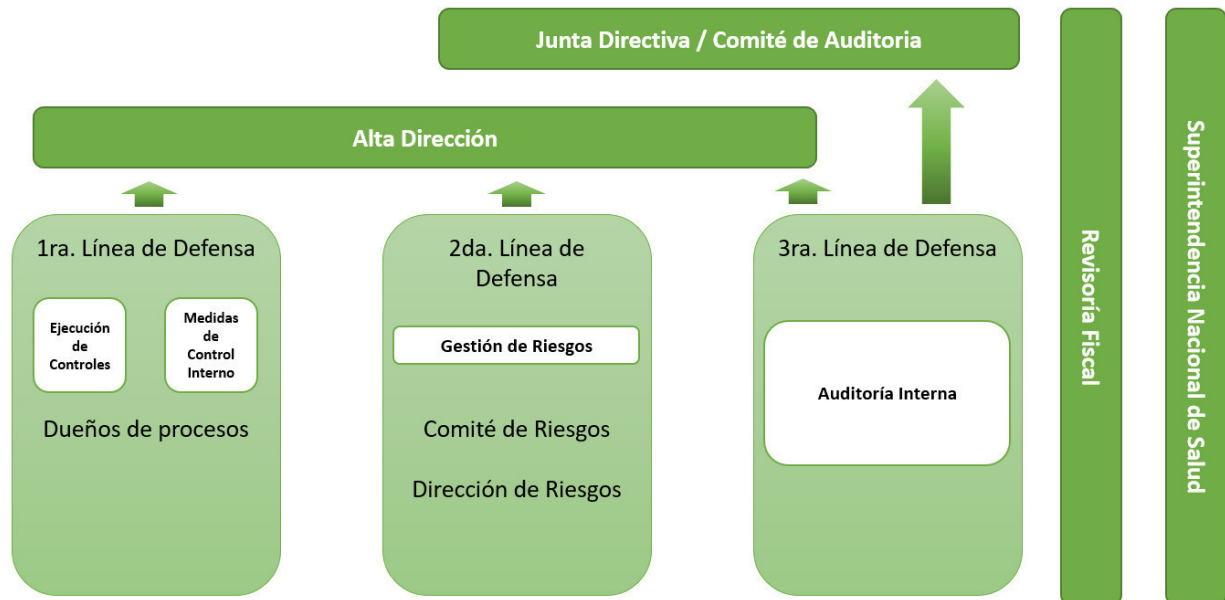 Junta Directiva / Comité de Auditoria
Alta Dirección
1ra. Línea de Defensa
Ejecución
de
Controles
Medidas
de
Control
Interno
Dueños de procesos
2da. Línea de
Defensa
Gestión de Riesgos
Comité de Riesgos
Dirección de Riesgos
3ra. Línea de Defensa
Auditoría Interna
Revisoría Fiscal
Superintendencia Nacional de Salud